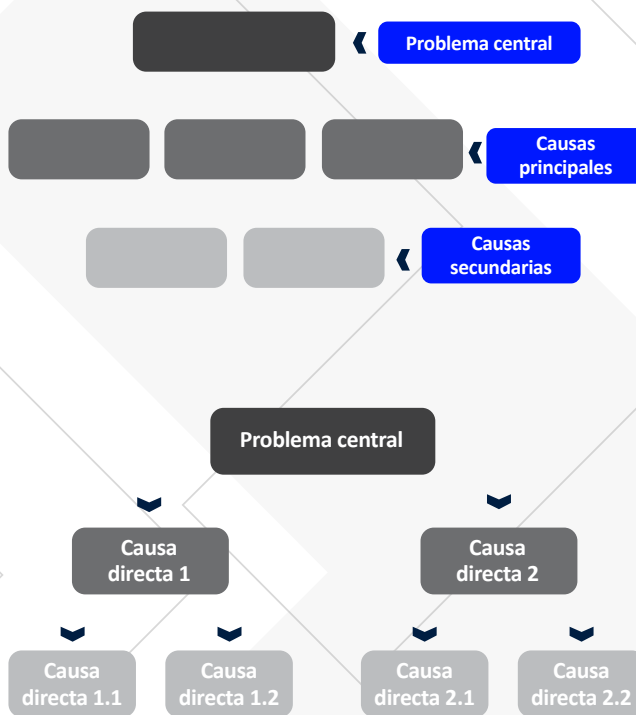 Problema central
Causas
principales
Causas
secundarias
Problema central
Causa
directa 1
Causa
directa 2
Causa
directa 1.1
Causa
directa 1.2
Causa
directa 2.1
Causa
directa 2.2